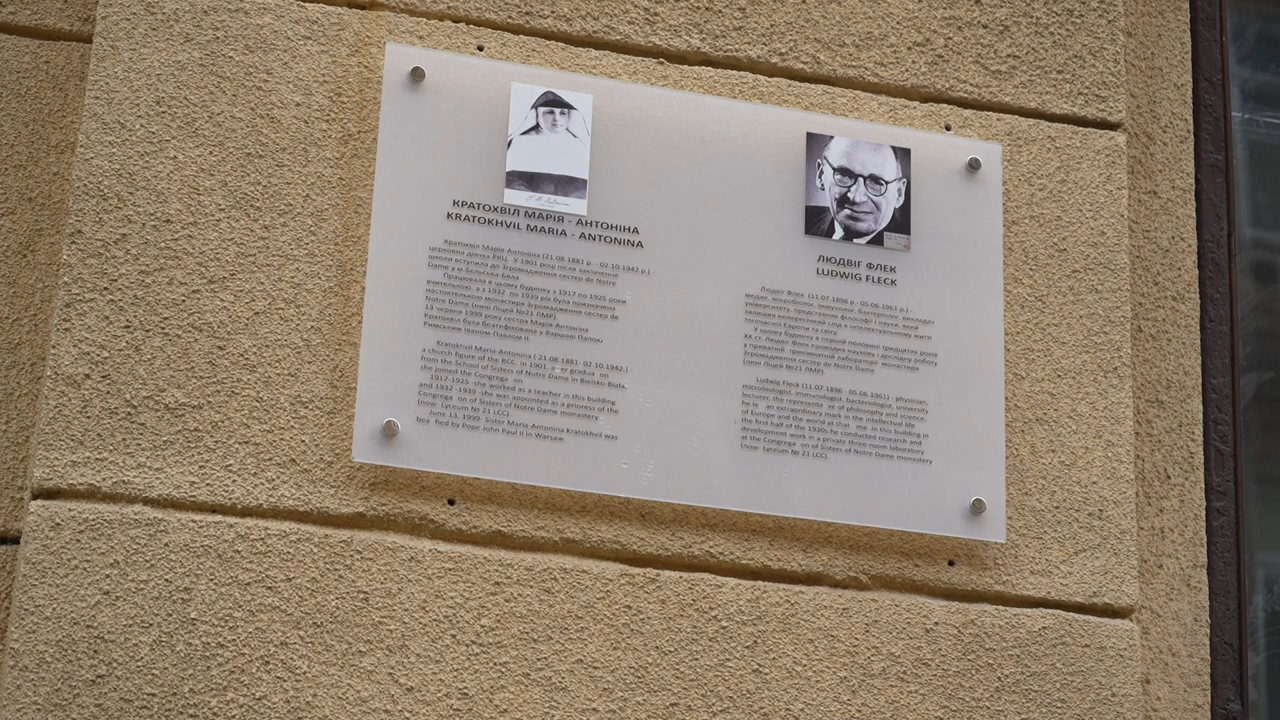 КРАТОХВІЛ МАРІЯ - АНТОНІНА
KRATOKHVIL MARIA - ANTONINA
Кратохвіл Марія-Антоніна (21.08.1881 р. - 02.10.1942 р.) -
церковна діячка РКЦ. У 1901 році після закінчення
школи вступила до Згромадження сестер de Notre
Dame у м.Бєльська-Бяла.
Працювала в цьому будинку з 1917 по 1925 роки
вчителькою, а з 1932 по 1939 рік була призначена
настоятелькою монастиря Згромадження сестер de
Notre Dame (нині Ліцей №21 ЛМР).
13 червня 1999 року сестра Марія-Антоніна
Кратохвіл була беатифікована у Варшаві Папою
Римським Іваном-Павлом ІІ.
Kratokhvil Maria-Antonina ( 21.08.1881- 02.10.1942.) -
a church figure of the RCC. In 1901, a er gradua on
from the School of Sisters of Notre Dame in Bielsko-Biała,
she joined the Congrega on.
1917-1925 -she worked as a teacher in this building
and 1932 -1939 -she was appointed as a prioress of the
Congrega on of Sisters of Notre Dame monastery
(now- Lyceum № 21 LCC).
June 13, 1999- Sister Maria-Antonina Kratokhvil was
bea fied by Pope John Paul II in Warsaw.
ЛЮДВІГ ФЛЕК
LUDWIG FLECK
Людвіг Флек (11.07.1896 р.- 05.06.1961 р.) -
медик, мікробіолог, імунолог, бактеріолог, викладач
університету, представник філософії і науки, який
залишив непересічний слід в інтелектуальному житті
тогочасної Європи та світу.
У цьому будинку в першій половині тридцятих років
ХХ ст. Людвіг Флек проводив наукову і дослідну роботу
у приватній трикімнатній лабораторії монастиря
Згромадження сестер de Notre Dame
(нині Ліцей №21 ЛМР)
Ludwig Fleck (11.07.1896 - 05.06.1961) - physician,
microbiologist, immunologist, bacteriologist, university
lecturer, the representa ve of philosophy and science,
he le an extraordinary mark in the intellectual life
of Europe and the world at that me. in this building in
the first half of the 1930s he conducted research and
development work in a private three-room laboratory
at the Congrega on of Sisters of Notre Dame monastery
(now- Lyceum № 21 LCC).